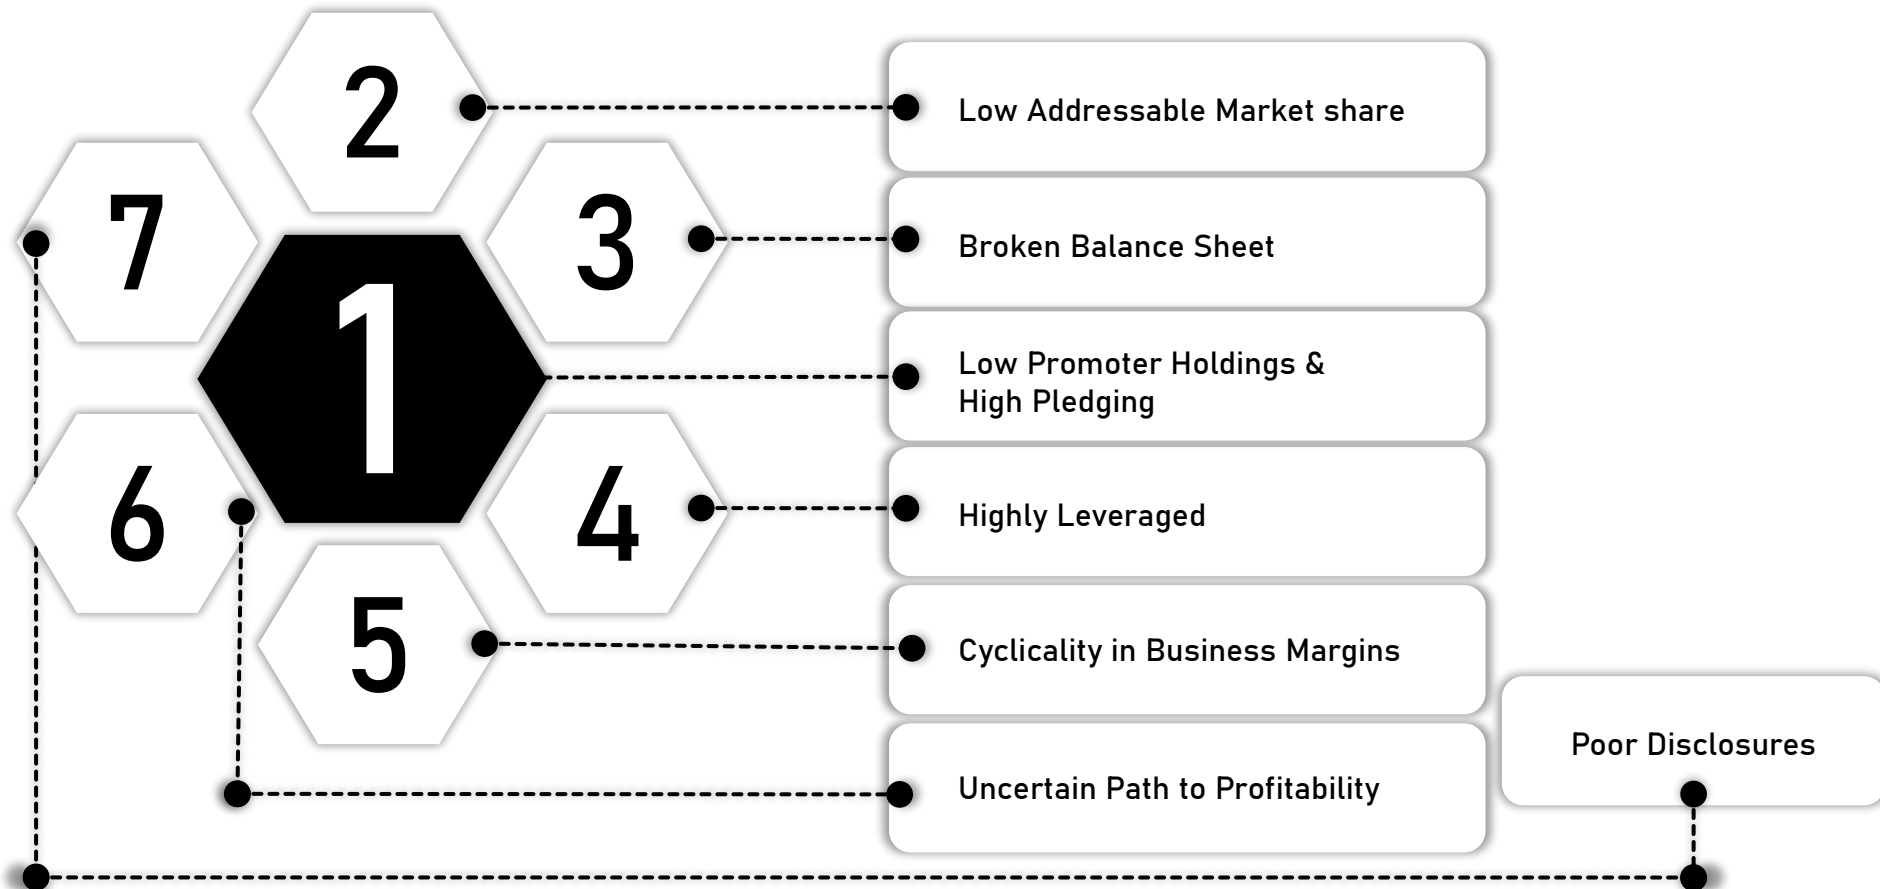 2
Low Addressable Market share
7
3
Broken Balance Sheet
1
Low Promoter Holdings &
High Pledging
6
4
Highly Leveraged
5
Cyclicality in Business Margins
Poor Disclosures
Uncertain Path to Profitability